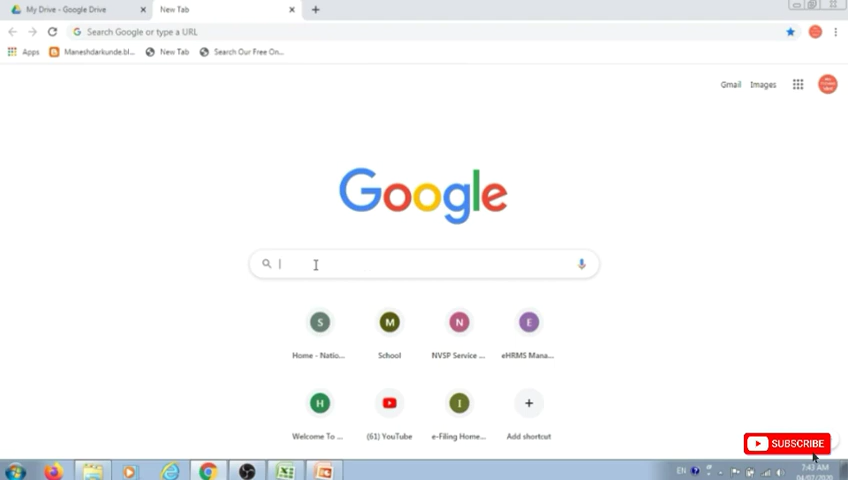 My Drive - Google Drive
New Tab
Search Google or type a URL
Apps
Maneshdarkunde.bl...
New Tab
Search Our Free On...
Gmail
Images
Google
S
M
N
E
Home - Natio...
School
NVSP Service ...
eHRMS Mana...
H
I
Welcome To ...
(61) YouTube
e-Filing Home...
Add shortcut
SUBSCRIBE
EN
7:43 AM
04/07/2020